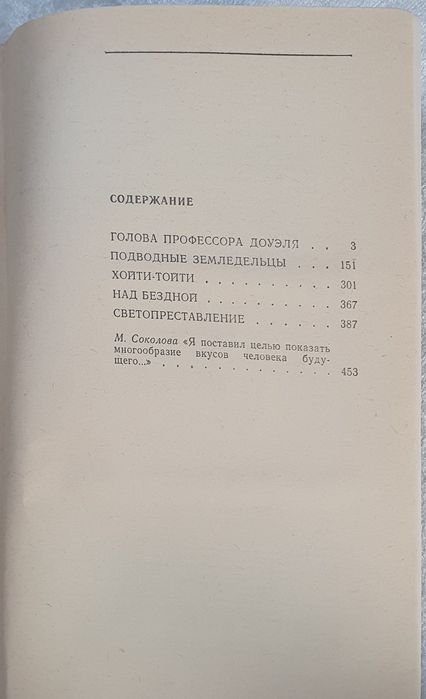 СОДЕРЖАНИЕ
ГОЛОВА ПРОФЕССОРА ДОУЭЛЯ . . 3
ПОДВОДНЫЕ ЗЕМЛЕДЕЛЬЦЫ . . . 151
ХОЙТИ-ТОЙТИ . . . . . . . . 301
НАД БЕЗДНОЙ . . . . . . . . 367
СВЕТОПРЕСТАВЛЕНИЕ . . . . . . 387
М. Соколова «Я поставил целью показать
многообразие вкусов человека буду-
щего...» . . . . . . . . . . . . 453